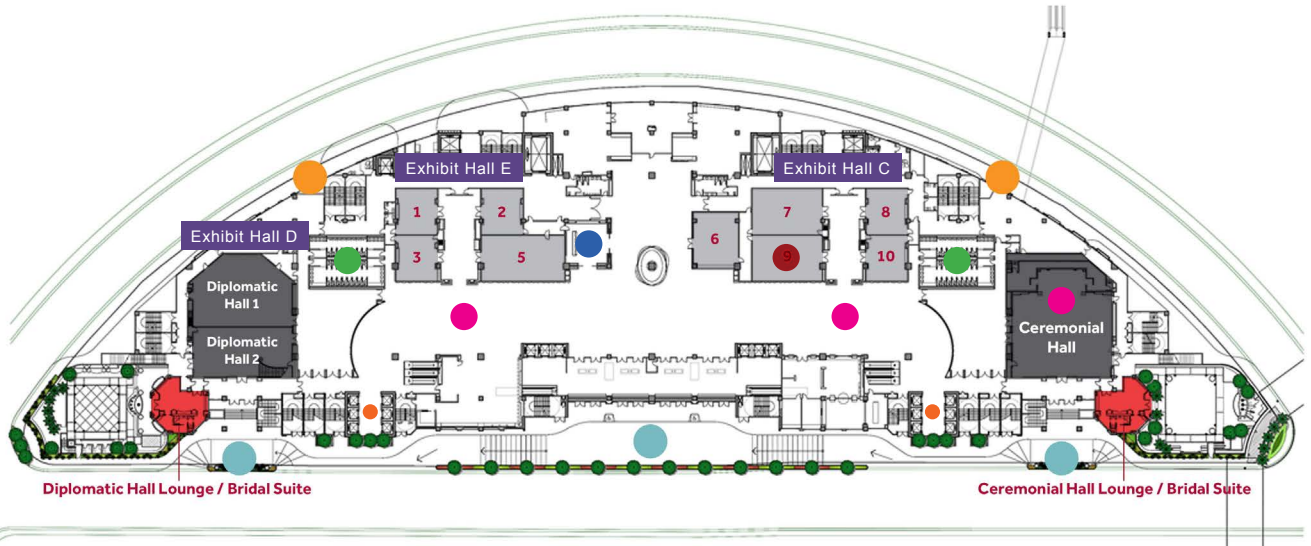 Exhibit Hall E
Exhibit Hall C
1
2
7
8
Exhibit Hall D
6
3
5
9
10
Diplomatic
Hall 1
Ceremonial
Hall
Diplomatic
Hall 2
Diplomatic Hall Lounge / Bridal Suite
Ceremonial Hall Lounge / Bridal Suite